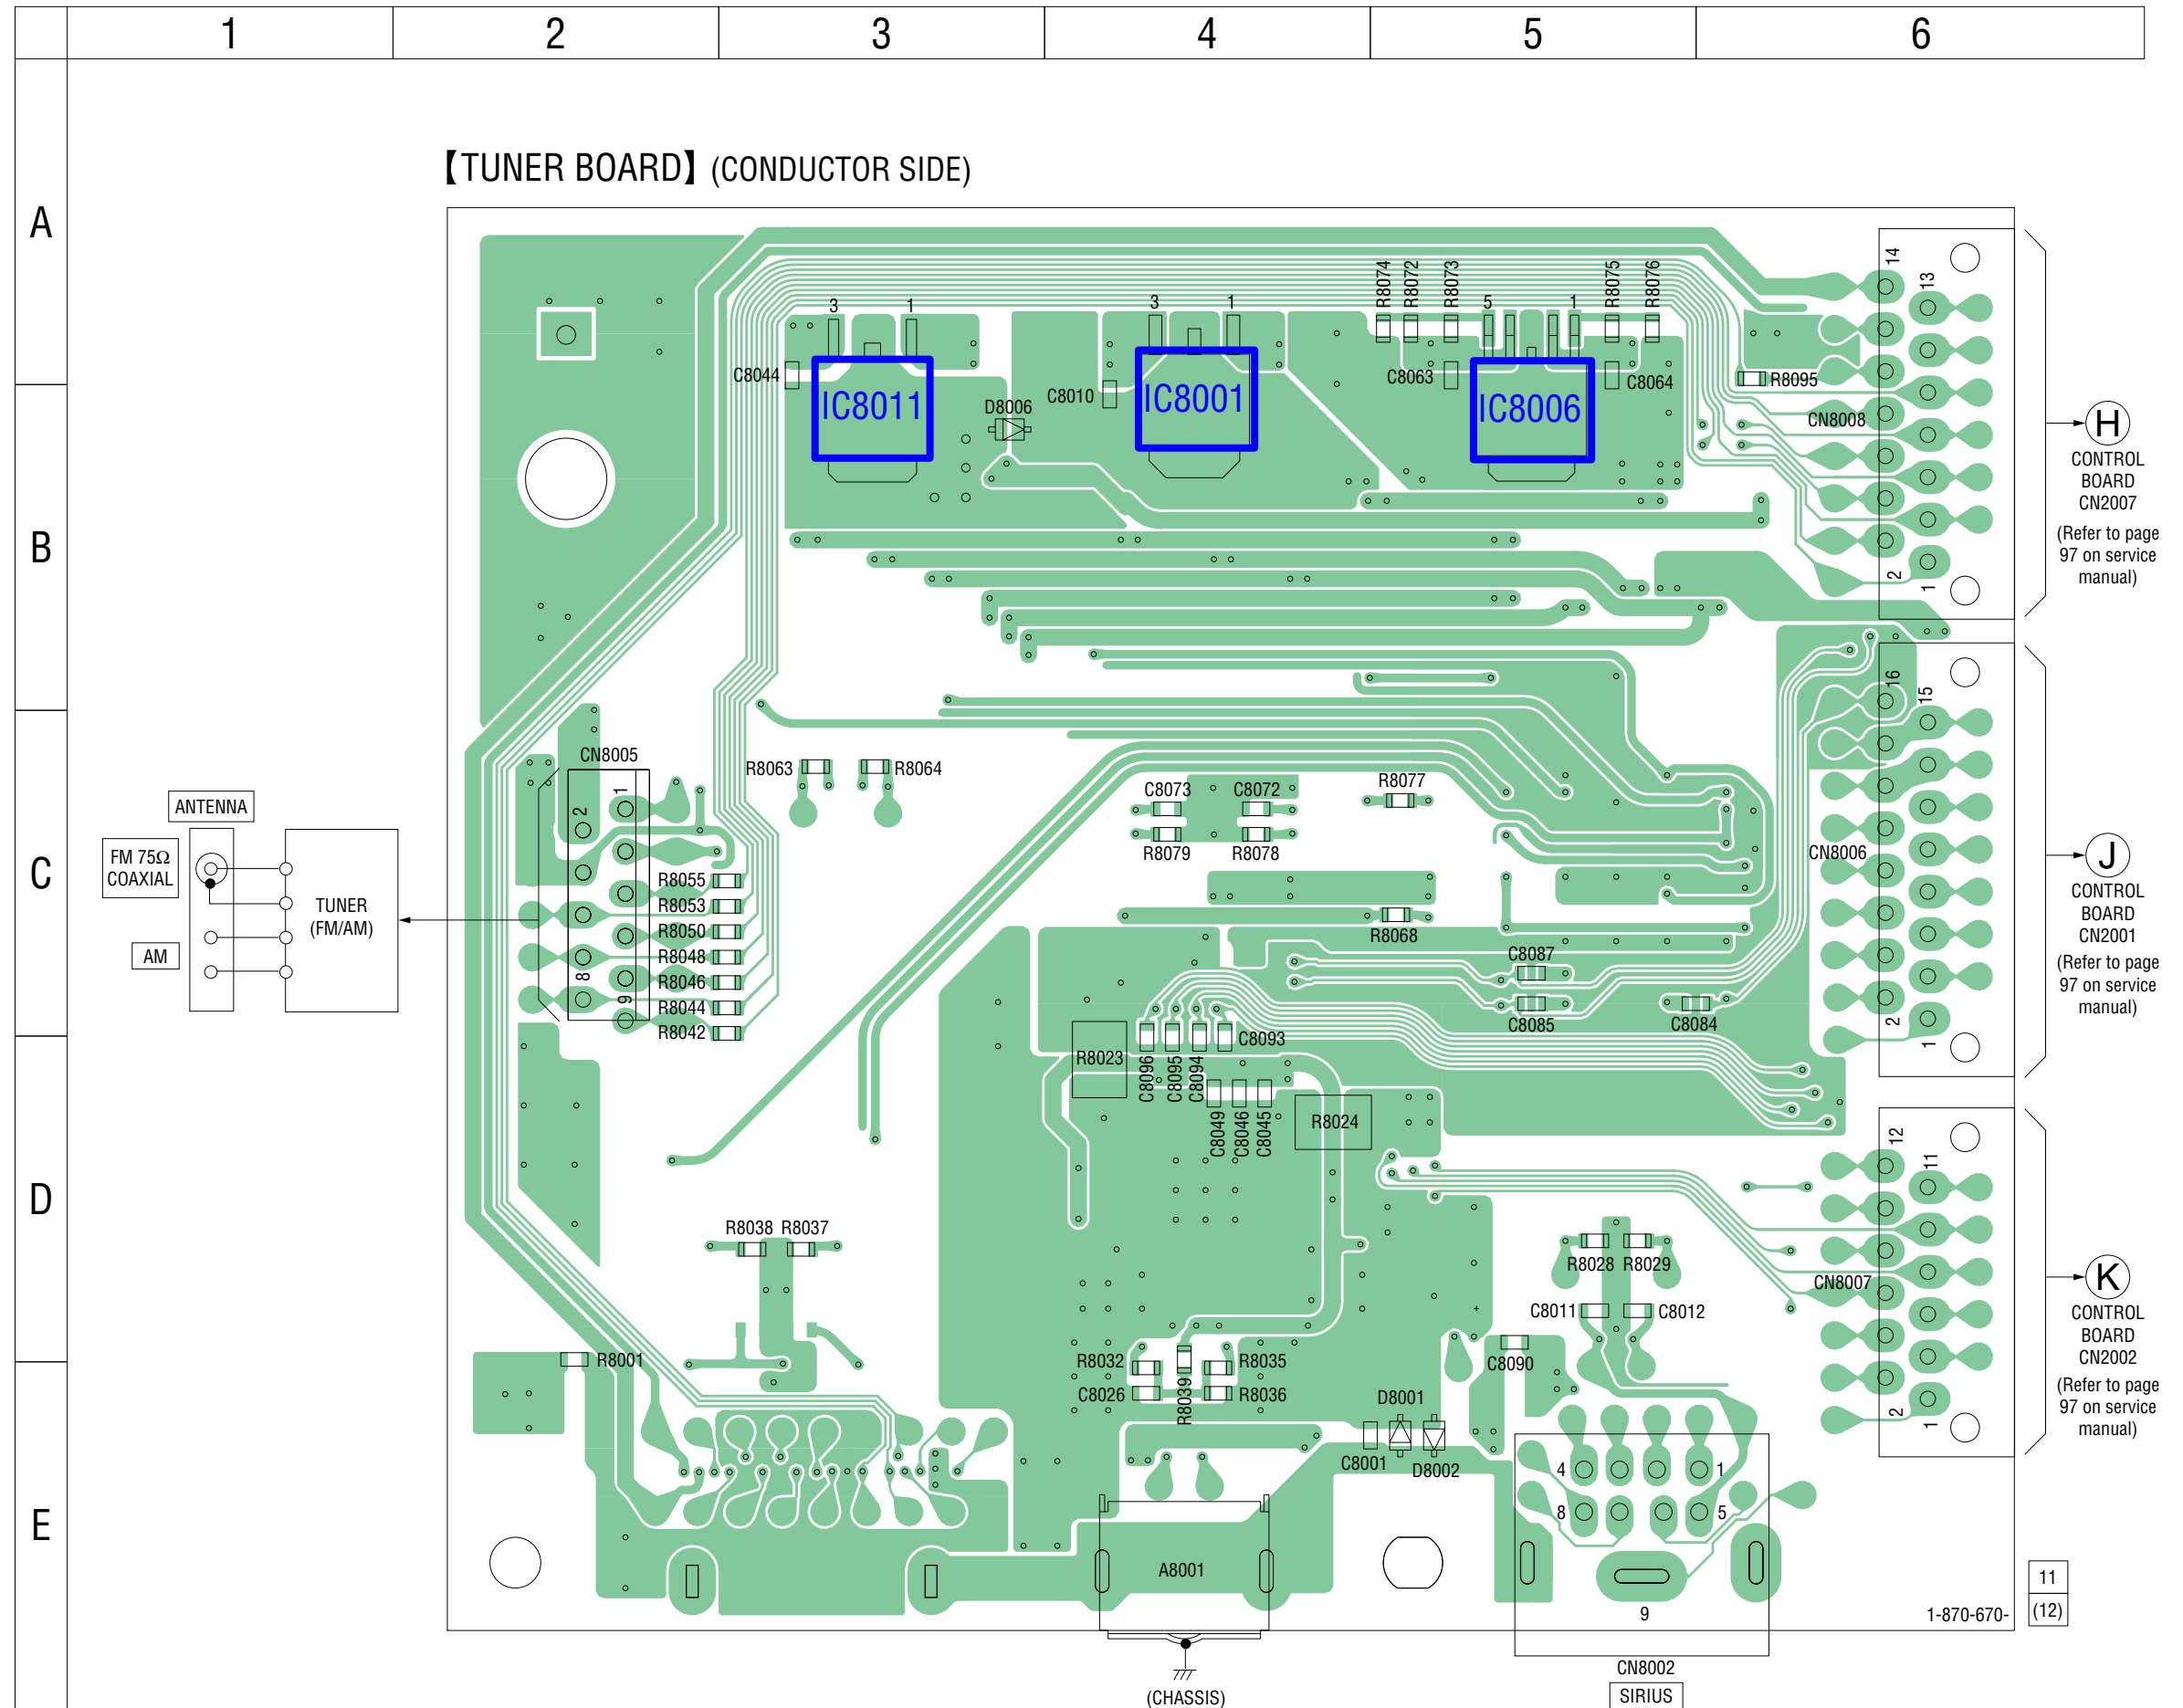 1 2 3 4 5 6
A
B
C
D
E
【TUNER BOARD】 (CONDUCTOR SIDE)
3 1
3 1
5 1
R8074
R8072
R8073
R8075
R8076
14
13
C8044
IC8011
D8006
C8010
IC8001
C8063
IC8006
C8064
R8095
CN8008
2
1
H
CONTROL
BOARD
CN2007
(Refer to page
97 on service
manual)
16
15
CN8005
1
2
8
9
R8063
R8064
C8073
C8072
R8077
R8079
R8078
ANTENNA
FM 75Ω
COAXIAL
AM
TUNER
(FM/AM)
R8055
R8053
R8050
R8048
R8046
R8044
R8042
R8068
C8087
C8085
C8084
CN8006
2
1
J
CONTROL
BOARD
CN2001
(Refer to page
97 on service
manual)
R8023
C8096
C8095
C8094
C8093
C8049
C8046
C8045
R8024
12
11
R8038 R8037
R8028 R8029
C8011
C8012
CN8007
2
1
K
CONTROL
BOARD
CN2002
(Refer to page
97 on service
manual)
R8001
R8032
R8035
C8026
R8039
R8036
C8090
D8001
C8001
D8002
4 1
8 5
A8001
9
1-870-670-
11
(12)
CN8002
(CHASSIS)
SIRIUS